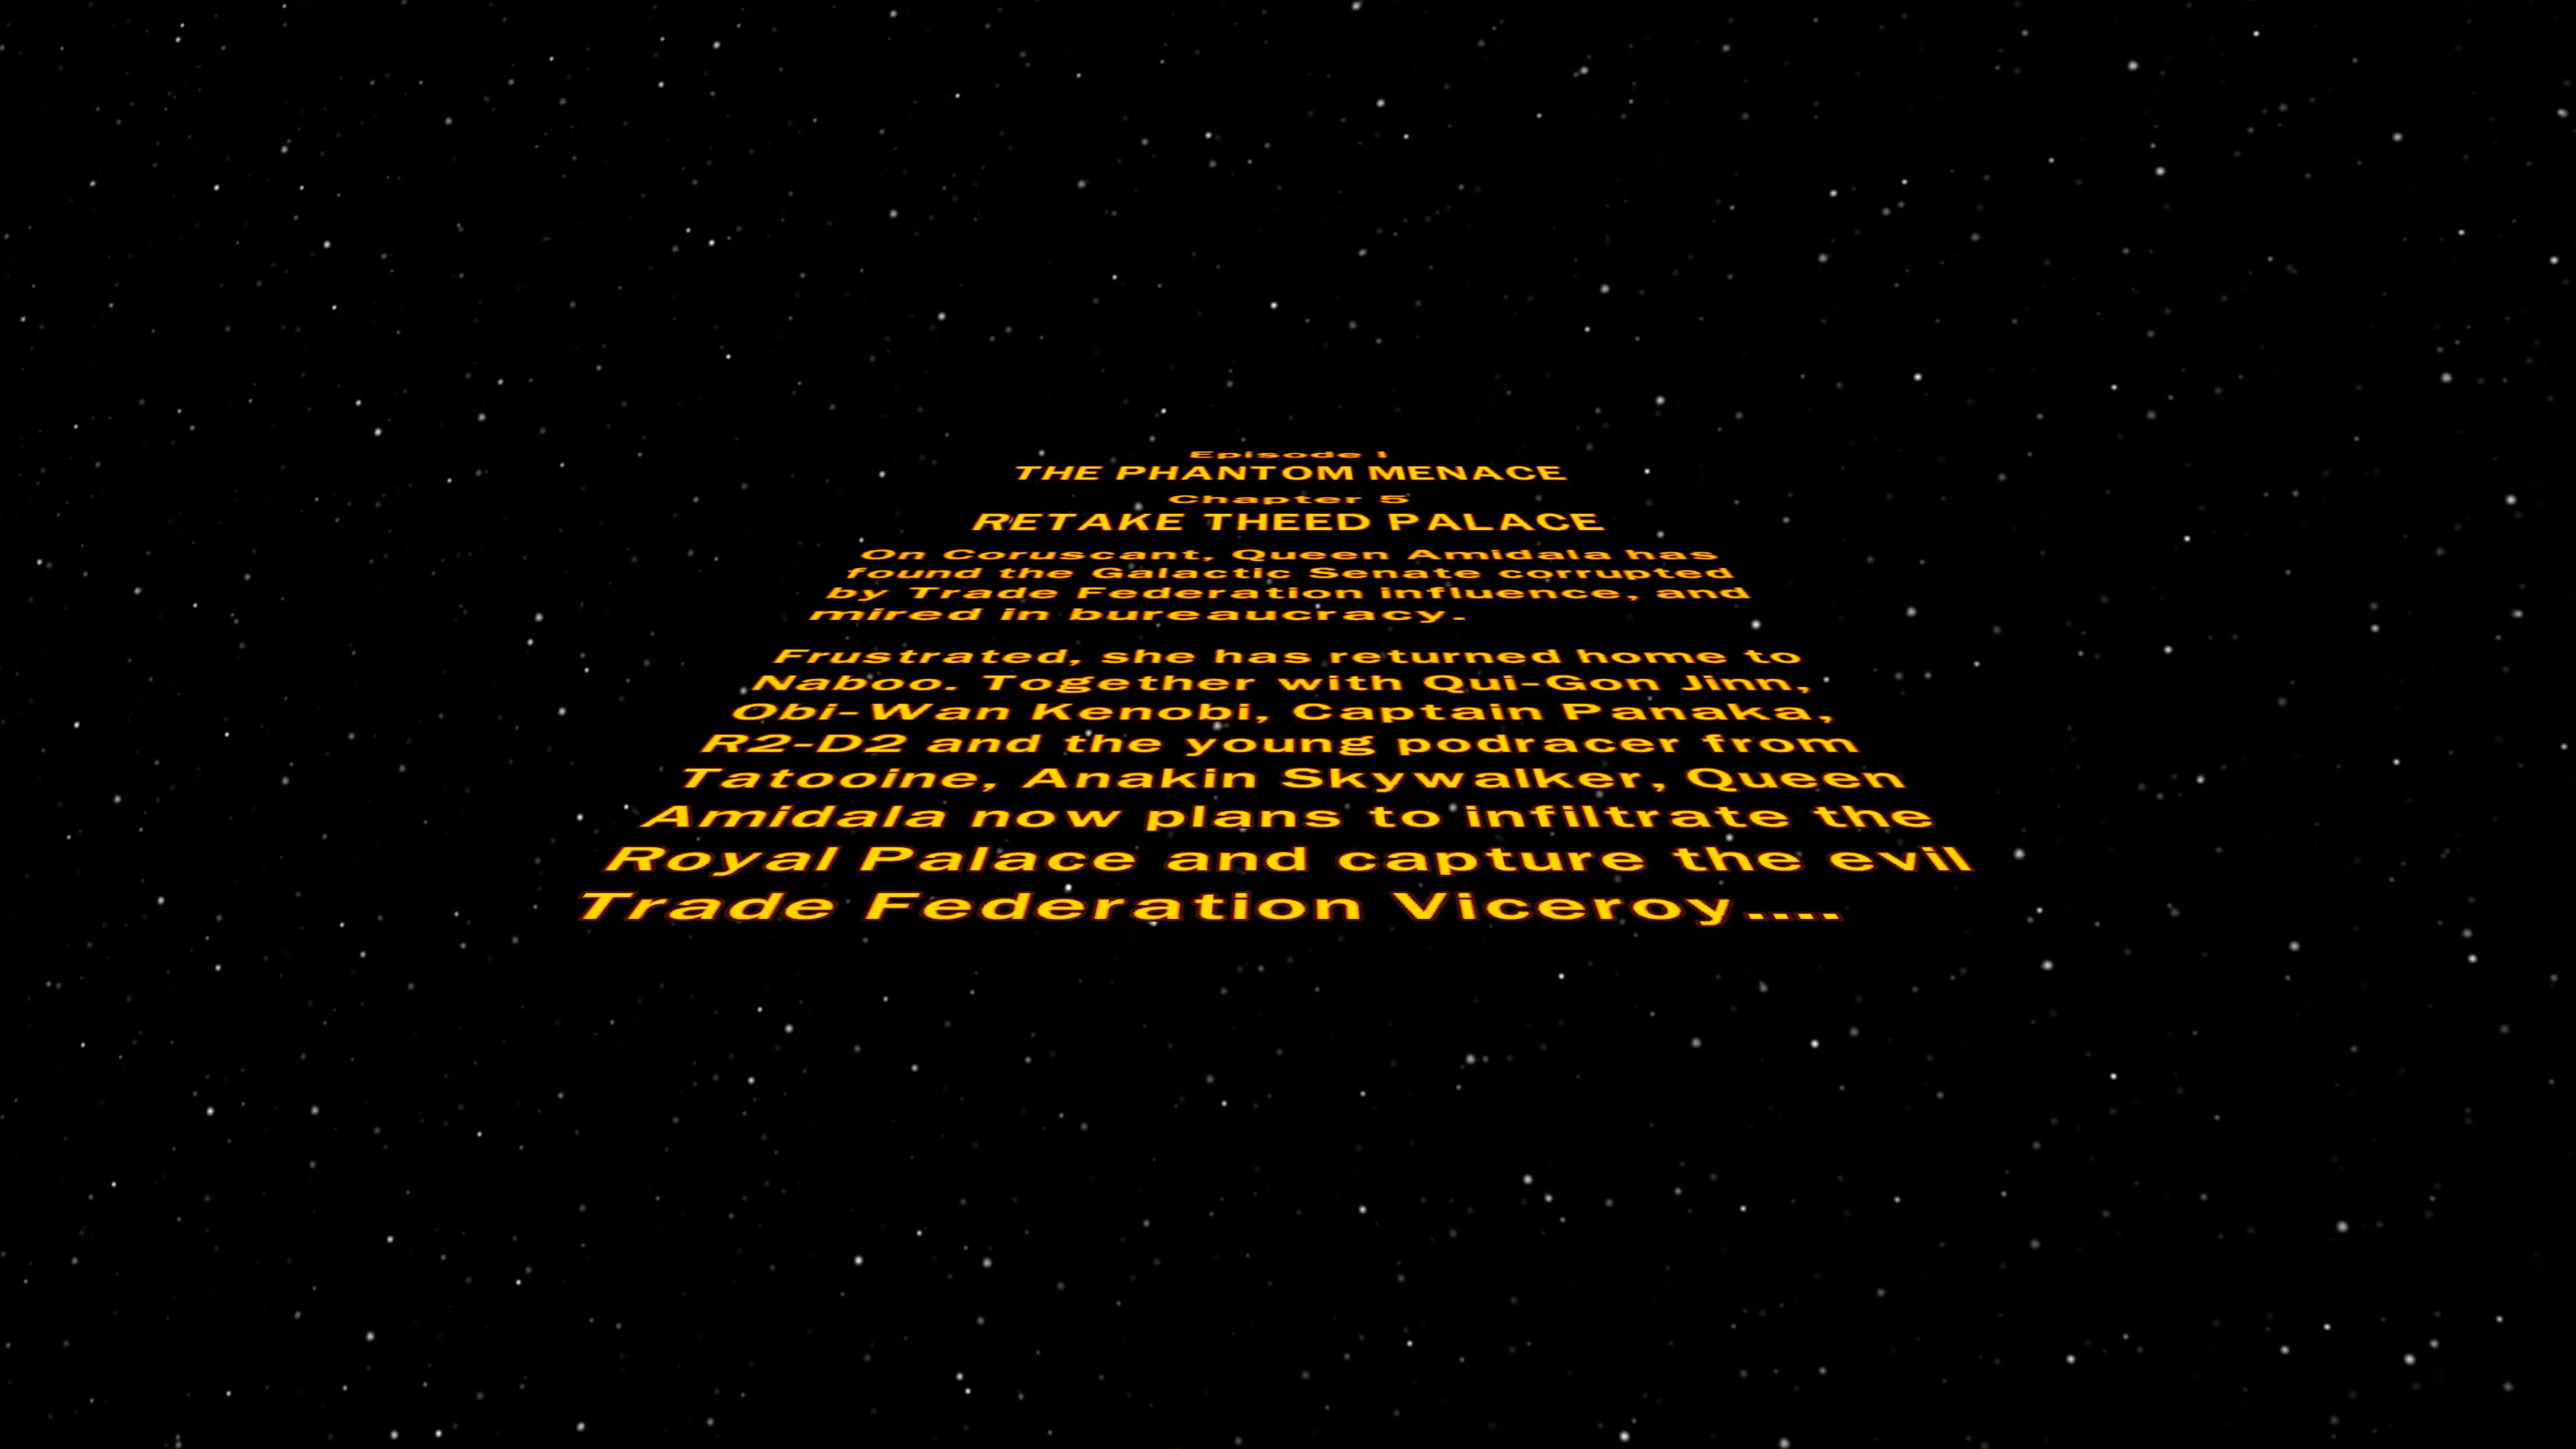 Episode I
THE PHANTOM MENACE
Chapter 5
RETAKE THEED PALACE
On Coruscant, Queen Amidala has
found the Galactic Senate corrupted
by Trade Federation influence, and
mired in bureaucracy.
Frustrated, she has returned home to
Naboo. Together with Qui-Gon Jinn,
Obi-Wan Kenobi, Captain Panaka,
R2-D2 and the young podracer from
Tatooine, Anakin Skywalker, Queen
Amidala now plans to infiltrate the
Royal Palace and capture the evil
Trade Federation Viceroy....